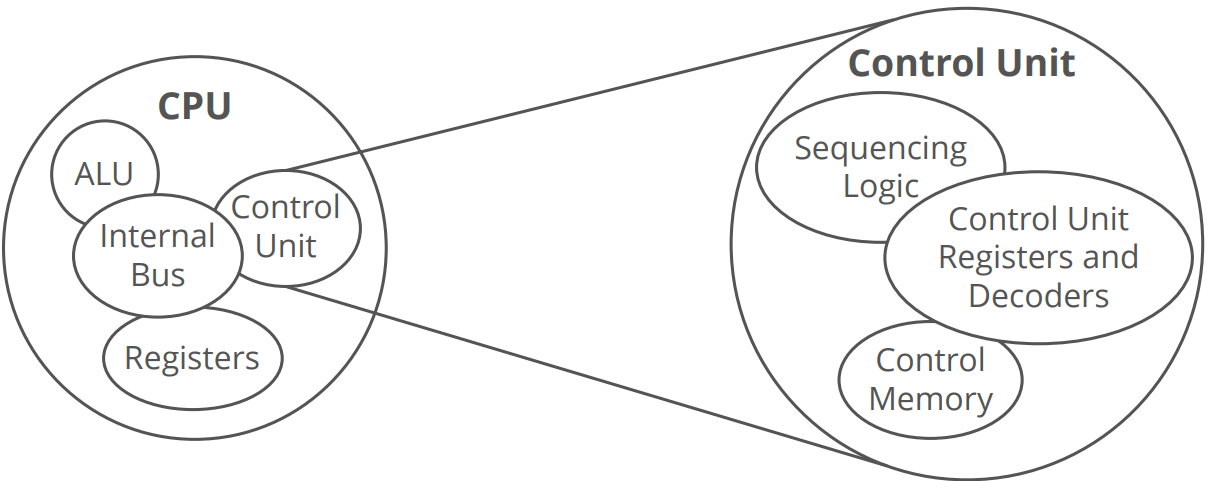 CPU
ALU
Internal
Bus
Control
Unit
Registers
Control Unit
Sequencing
Logic
Control Unit
Registers and
Decoders
Control
Memory